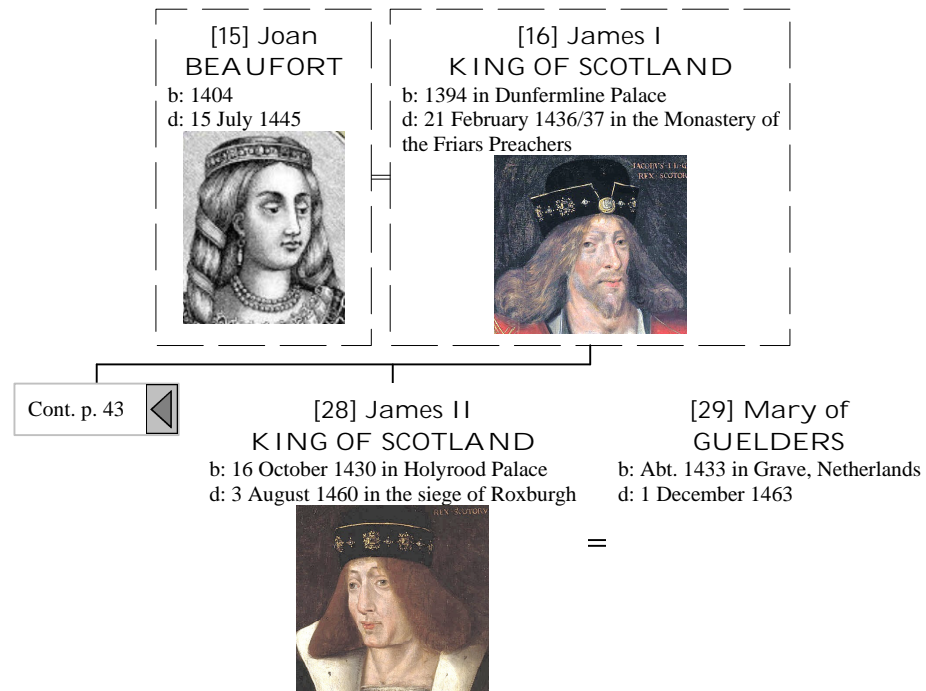 [15] Joan
BEAUFORT
b: 1404
d: 15 July 1445
[16] James I
KING OF SCOTLAND
b: 1394 in Dunfermline Palace
d: 21 February 1436/37 in the Monastery of
the Friars Preachers
REX SCOTOR
Cont. p. 43
[28] James II
KING OF SCOTLAND
b: 16 October 1430 in Holyrood Palace
d: 3 August 1460 in the siege of Roxburgh
=
[29] Mary of
GUELDERS
b: Abt. 1433 in Grave, Netherlands
d: 1 December 1463